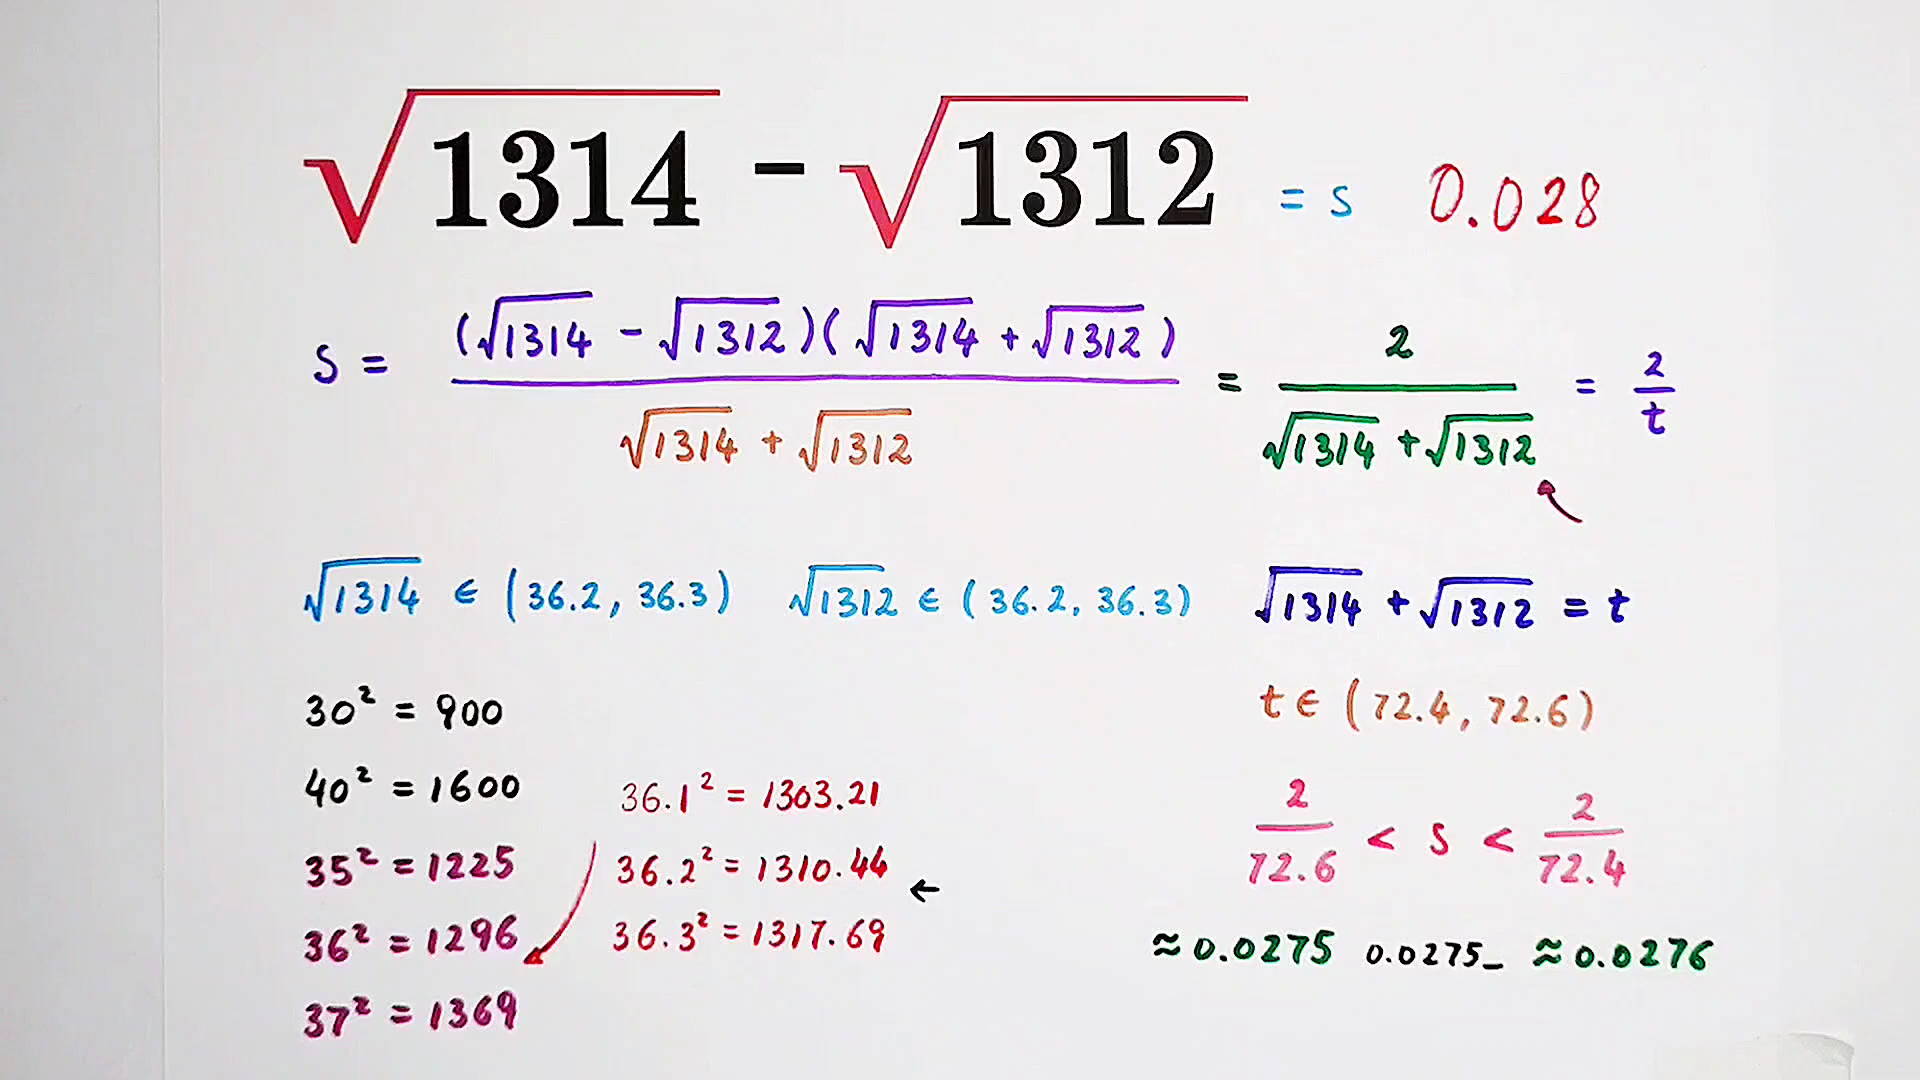 √1314 - √1312 = s 0.028
s = (√1314 - √1312)(√1314 + √1312) / √1314 + √1312 = 2 / √1314 + √1312 = 2/t
√1314 ∈ (36.2, 36.3) √1312 ∈ (36.2, 36.3) √1314 + √1312 = t
30² = 900
t ∈ (72.4, 72.6)
40² = 1600
36.1² = 1303.21
2/72.6 < s < 2/72.4
35² = 1225
36.2² = 1310.44 ←
36² = 1296
36.3² = 1317.69
≈ 0.0275 0.0275_ ≈ 0.0276
37² = 1369